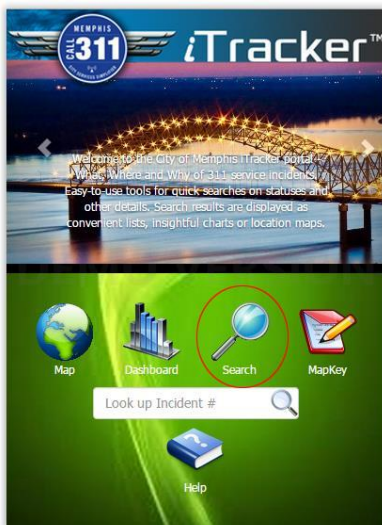 MEMPHIS
CALL
311
CITY SERVICES SIMPLIFIED
iTracker™
Welcome to the City of Memphis iTracker portal--
What, Where and Why of 311 service incidents.
Easy-to-use tools for quick searches on statuses and
other details. Search results are displayed as
convenient lists, insightful charts or location maps.
Map
Dashboard
Search
MapKey
Look up Incident #
?
Help